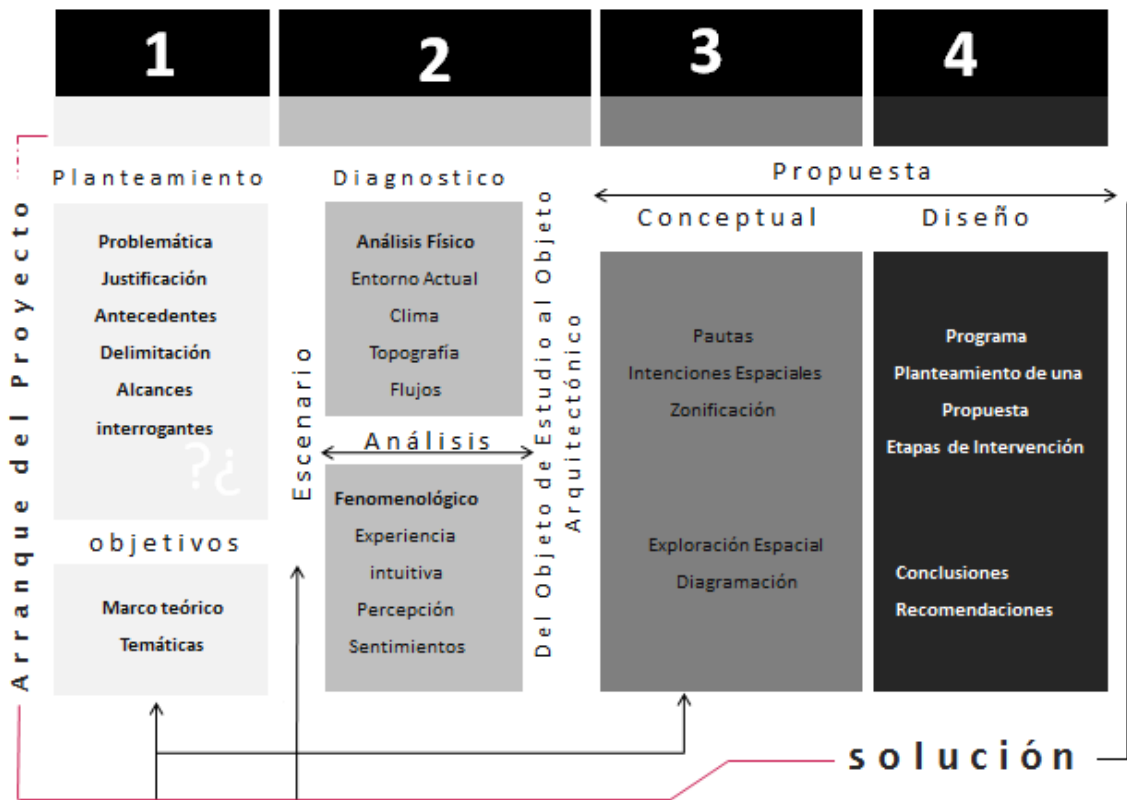 1
2
3
4
Arranque del Proyecto
Planteamiento
Problemática
Justificación
Antecedentes
Delimitación
Alcances
interrogantes
?¿
objetivos
Marco teórico
Temáticas
Escenario
Diagnostico
Análisis Físico
Entorno Actual
Clima
Topografía
Flujos
Análisis
Fenomenológico
Experiencia
intuitiva
Percepción
Sentimientos
Del Objeto de Estudio al Objeto
Arquitectónico
Propuesta
Conceptual
Pautas
Intenciones Espaciales
Zonificación
Exploración Espacial
Diagramación
Diseño
Programa
Planteamiento de una
Propuesta
Etapas de Intervención
Conclusiones
Recomendaciones
solución